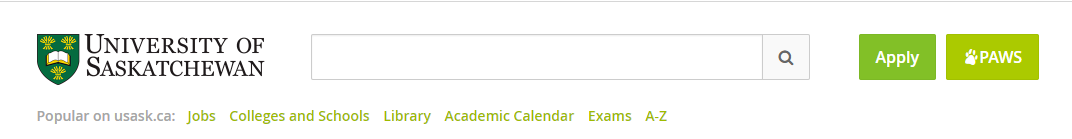 UNIVERSITY OF
SASKATCHEWAN
Apply
PAWS
Popular on usask.ca: Jobs Colleges and Schools Library Academic Calendar Exams A-Z